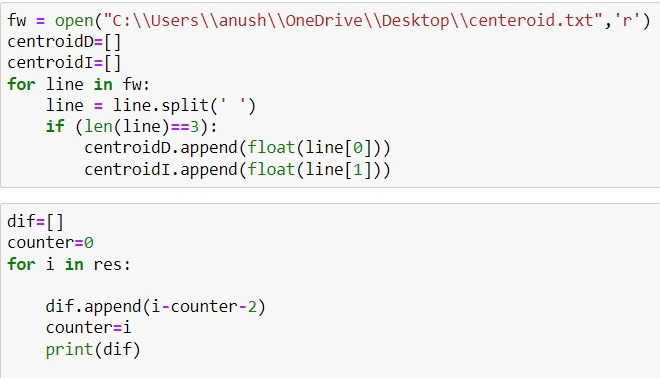 fw = open("C:\\Users\\anush\\OneDrive\\Desktop\\centeroid.txt",'r')
centroidD=[]
centroidI=[]
for line in fw:
    line = line.split(' ')
    if (len(line)==3):
        centroidD.append(float(line[0]))
        centroidI.append(float(line[1]))
dif=[]
counter=0
for i in res:
    dif.append(i-counter-2)
    counter=i
    print(dif)